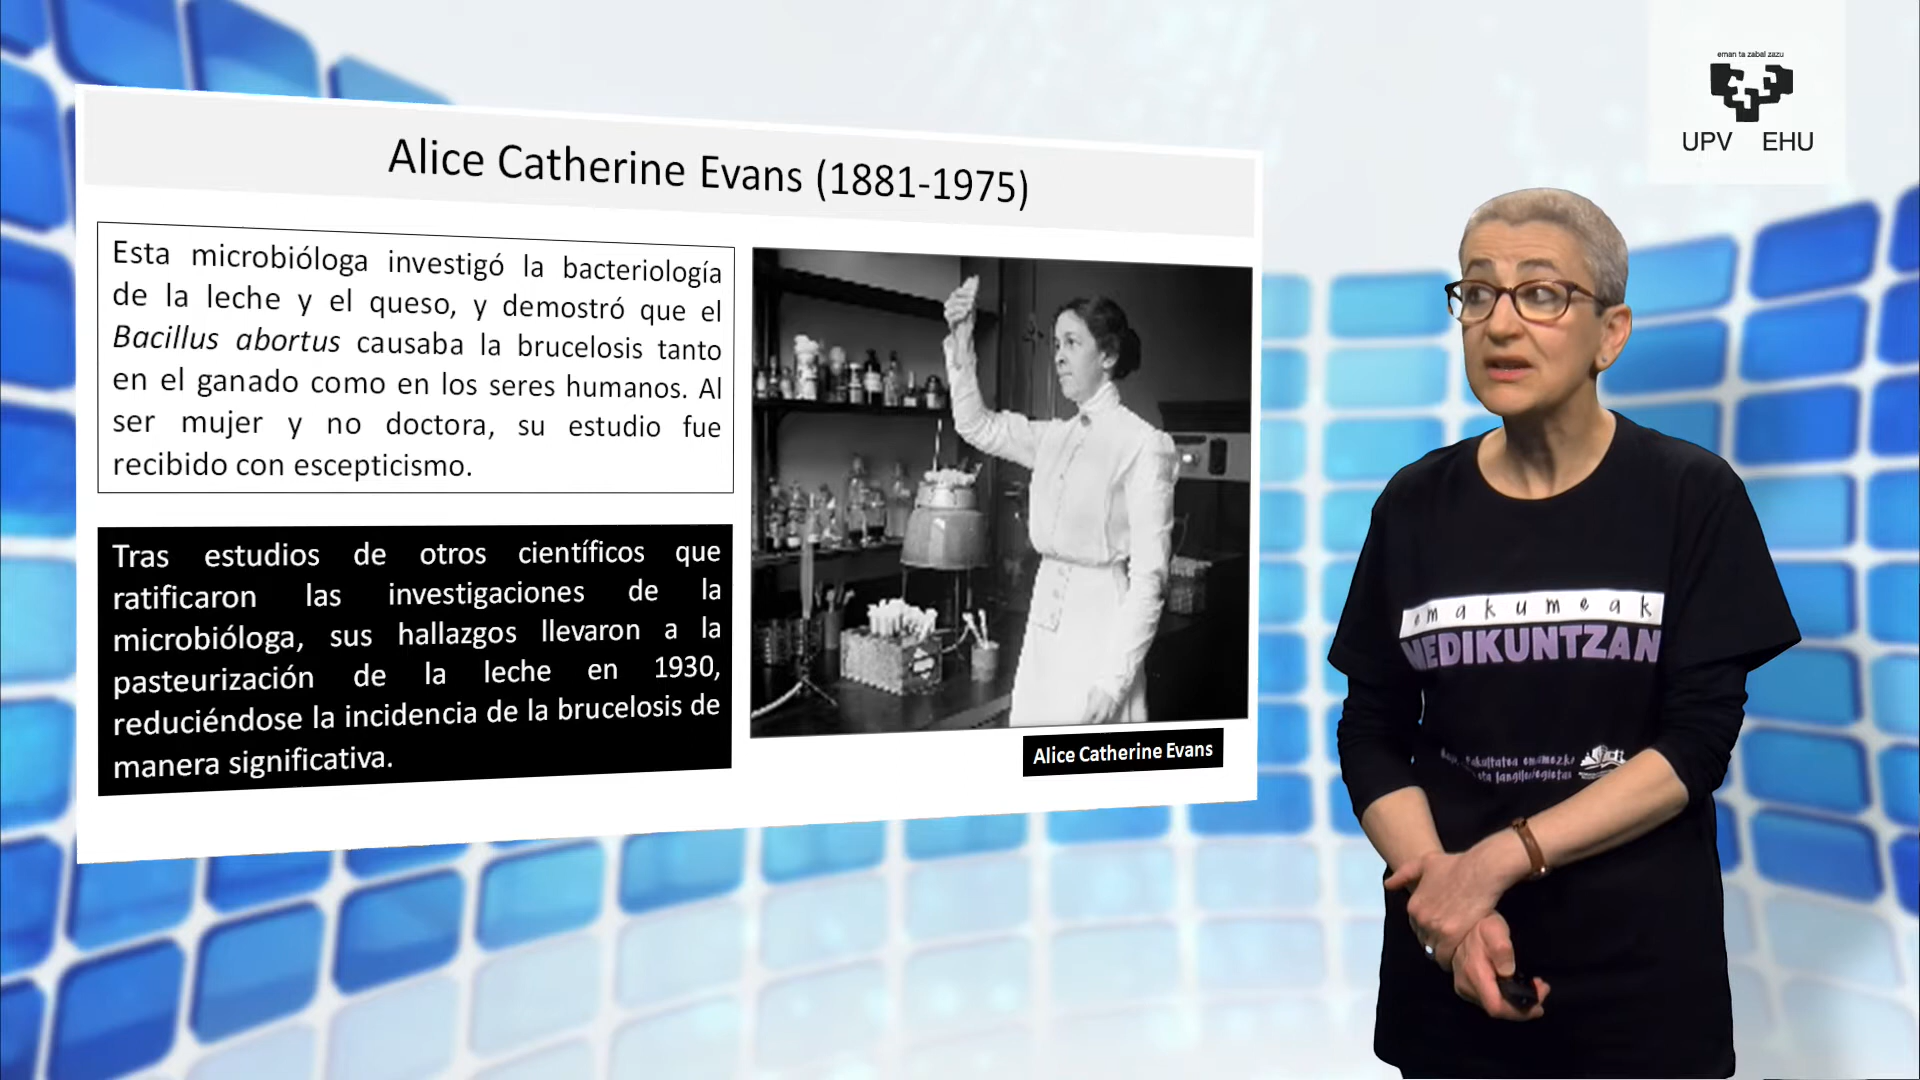 eman ta zabal zazu
UPV EHU
Alice Catherine Evans (1881-1975)
Esta microbióloga investigó la bacteriología
de la leche y el queso, y demostró que el
Bacillus abortus causaba la brucelosis tanto
en el ganado como en los seres humanos. Al
ser mujer y no doctora, su estudio fue
recibido con escepticismo.
Tras estudios de otros científicos que
ratificaron las investigaciones de la
microbióloga, sus hallazgos llevaron a la
pasteurización de la leche en 1930,
reduciéndose la incidencia de la brucelosis de
manera significativa.
Alice Catherine Evans
emakumeak
MEDIKUNTZAN